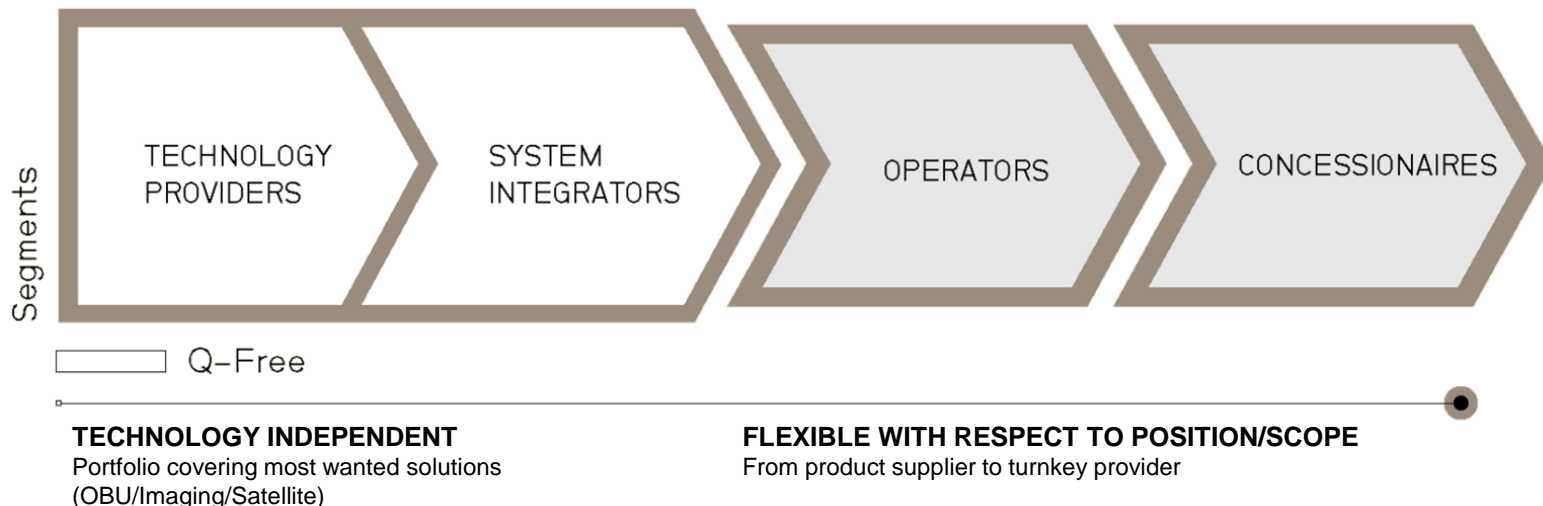 Segments
TECHNOLOGY
PROVIDERS
SYSTEM
INTEGRATORS
OPERATORS
CONCESSIONAIRES
Q-Free
TECHNOLOGY INDEPENDENT
Portfolio covering most wanted solutions
(OBU/Imaging/Satellite)
FLEXIBLE WITH RESPECT TO POSITION/SCOPE
From product supplier to turnkey provider